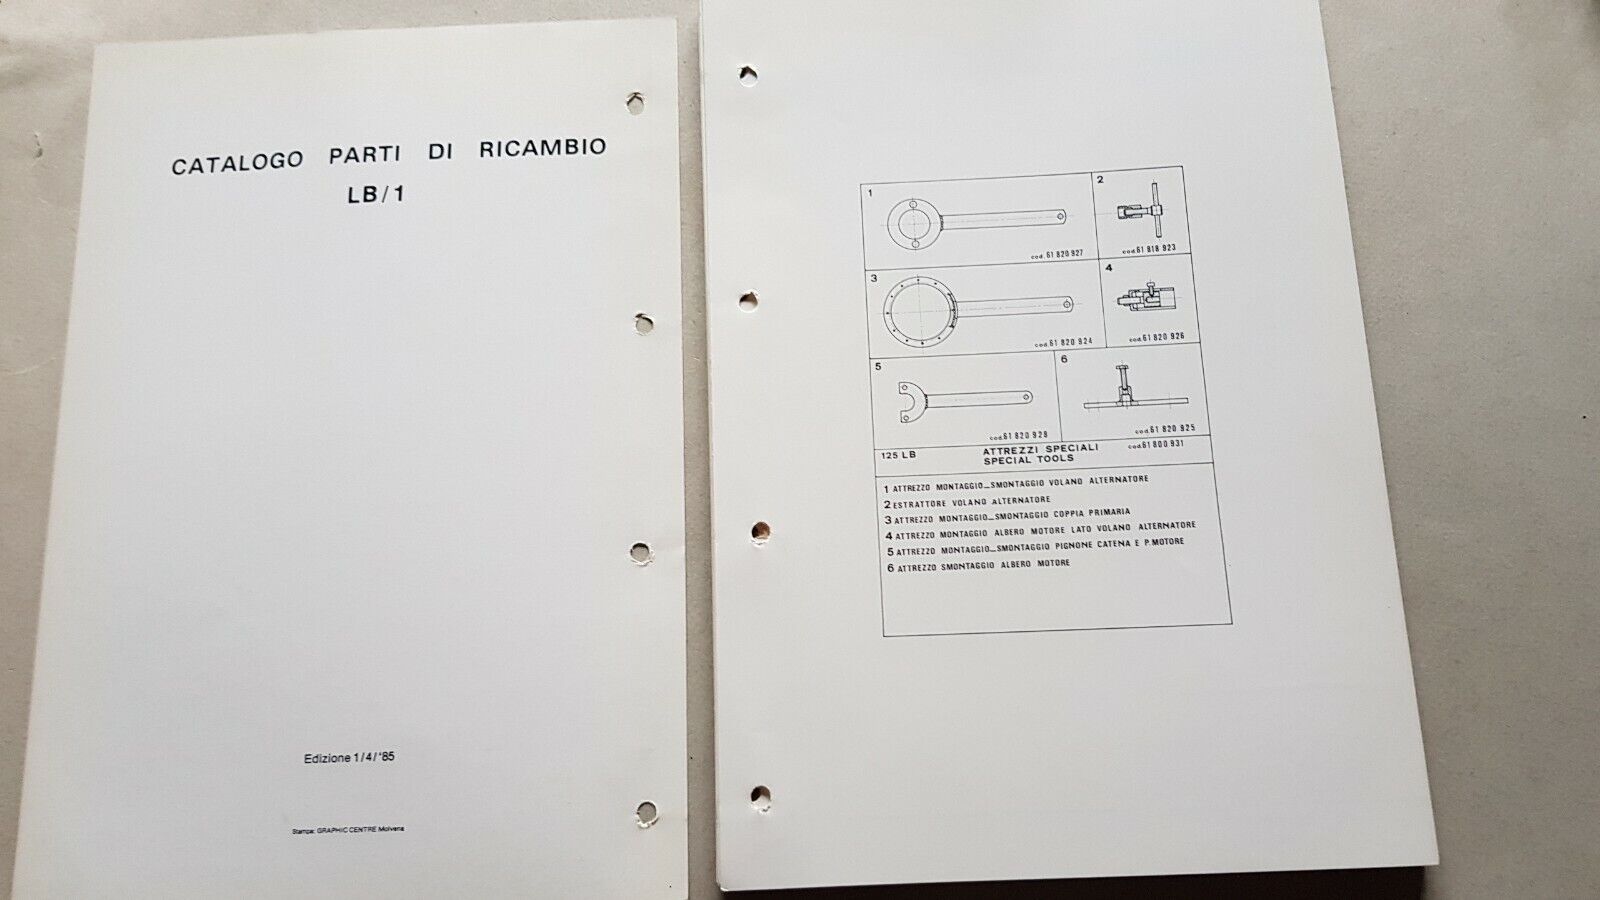 CATALOGO PARTI DI RICAMBIO
LB/1
Edizione 1/4/'85
Stampa: GRAPHIC CENTRE Molvena
1
cod.61 820 927
2
cod.61 818 923
3
cod.61 820 924
4
cod.61 820 926
5
cod.61 820 928
6
cod.61 820 925
125 LB
ATTREZZI SPECIALI
SPECIAL TOOLS
cod.61 800 931
1 ATTREZZO MONTAGGIO_SMONTAGGIO VOLANO ALTERNATORE
2 ESTRATTORE VOLANO ALTERNATORE
3 ATTREZZO MONTAGGIO_SMONTAGGIO COPPIA PRIMARIA
4 ATTREZZO MONTAGGIO ALBERO MOTORE LATO VOLANO ALTERNATORE
5 ATTREZZO MONTAGGIO_SMONTAGGIO PIGNONE CATENA E P.MOTORE
6 ATTREZZO SMONTAGGIO ALBERO MOTORE